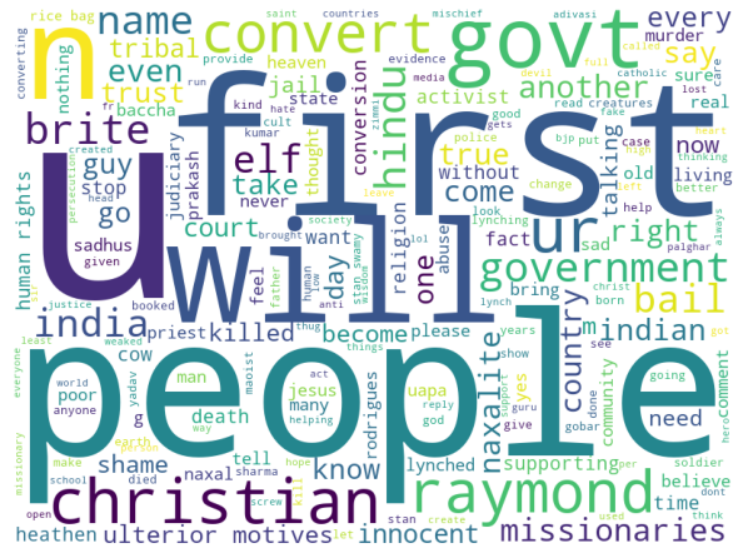 rice bag
name
convert
saint
countries
mischief
adivasi
every
converting
n
tribal
heaven
provide
govt
evidence
murder
say
nothing
even
trust
jail
run
media
called
full
another
devil
catholic
sure
care
baccha
fr
state
kind
hate
cult
kumar
conversion
hindu
zimmi
activist
read
creatures
lost
real
brite
u
first
elf
true
police
gets
good
bjp
put
case
high
heart
thinking
now
persecution
created
guy
stop
head
go
judiciary
prakash
thought
never
take
leave
without
come
change
look
lynching
talking
old
left
living
better
human rights
sadhus
given
court
society
want
religion
abuse
one
ur
fact
sad
right
help
palghar
always
will
feel
brought
lol
day
human
low
father
wisdom
anti
stan swamy
government
bring
christ
born
sir
justice
booked
priest
killed
thug
become
please
lynch
years
bail
m
indian
got
india
people
least
weaked
cow
things
show
country
see
going
everyone
poor
world
anyone
yadav
man
maoist
act
jesus
many
reply
god
uapa
yes
support
guru
give
done
gobar
community
comment
need
hero
g
death
way
helping
rodrigues
naxalite
missionary
earth
person
make
shame
tell
hope
know
lynched
supporting
per
soldier
believe
school
died
naxal
sharma
kill
christian
raymond
time
dont
open
screw
stan
create
used
think
heathen
ulterior motives
let
innocent
missionaries